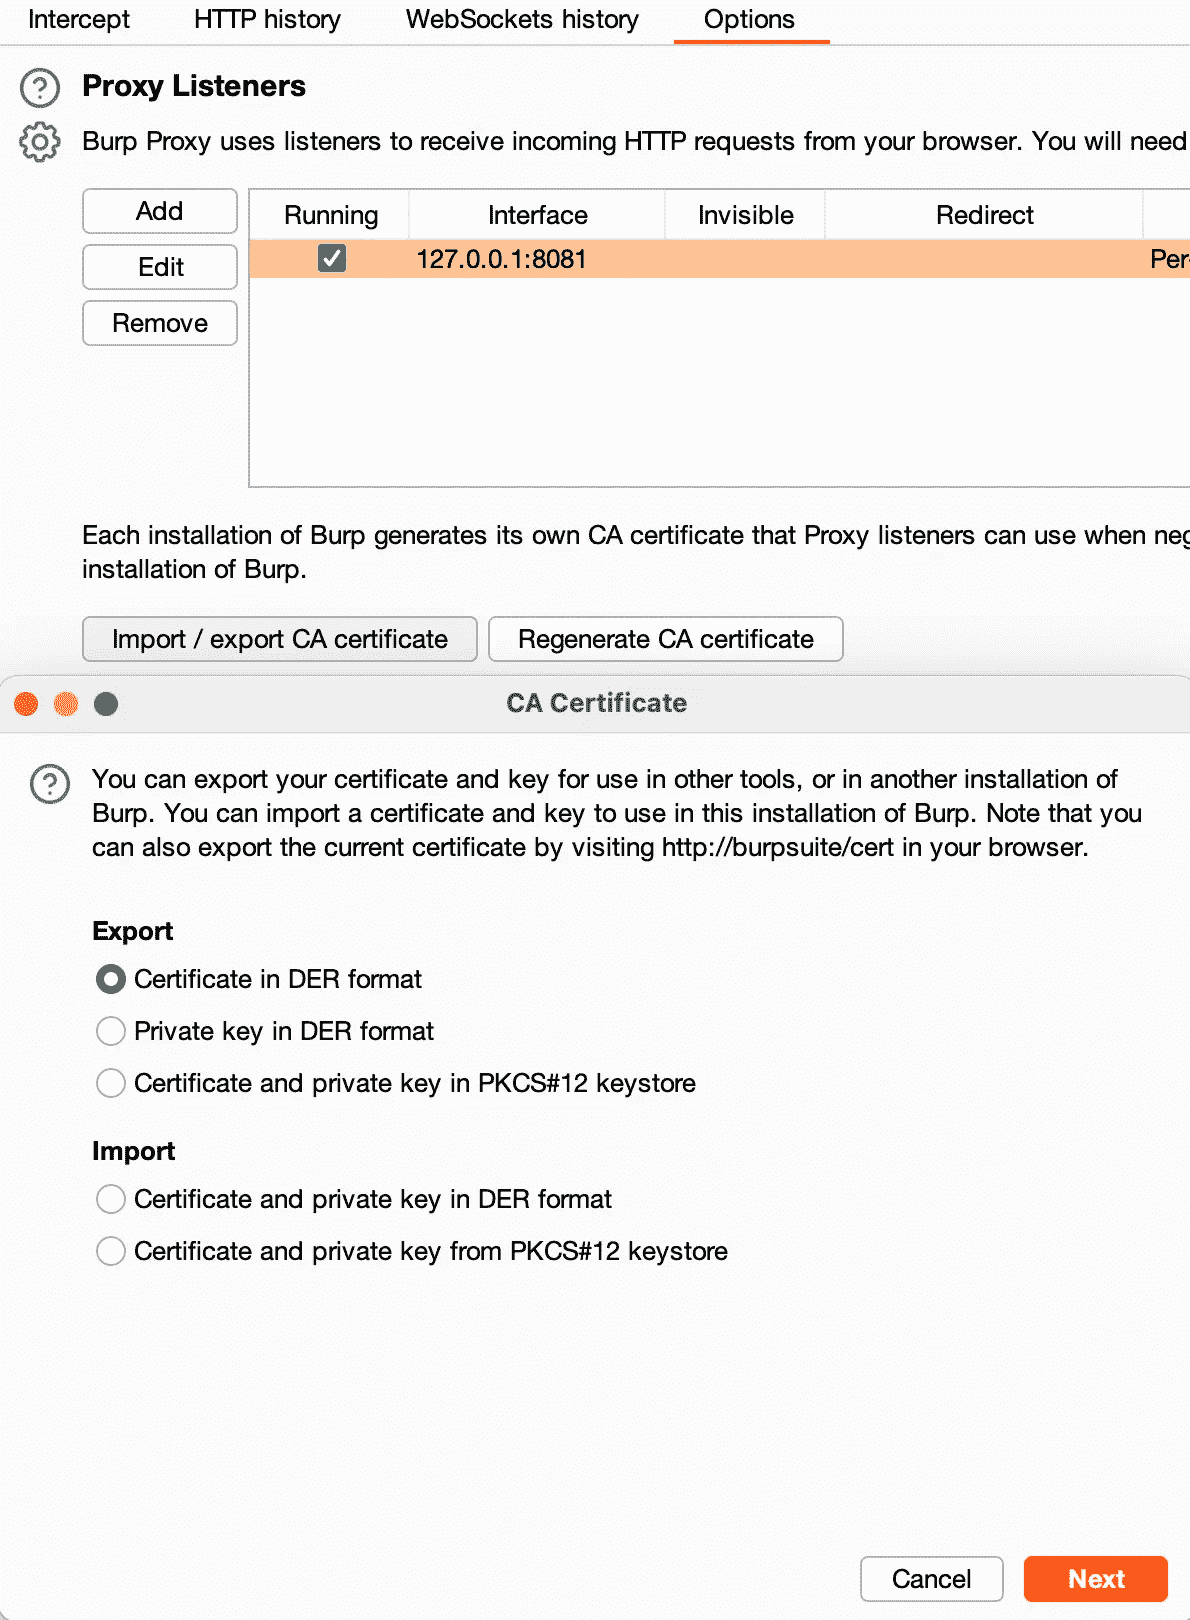 Intercept HTTP history WebSockets history Options
Proxy Listeners
Burp Proxy uses listeners to receive incoming HTTP requests from your browser. You will need
Add
Edit
Remove
Running Interface Invisible Redirect
127.0.0.1:8081 Per-
Each installation of Burp generates its own CA certificate that Proxy listeners can use when neg
installation of Burp.
Import / export CA certificate Regenerate CA certificate
CA Certificate
You can export your certificate and key for use in other tools, or in another installation of
Burp. You can import a certificate and key to use in this installation of Burp. Note that you
can also export the current certificate by visiting http://burpsuite/cert in your browser.
Export
Certificate in DER format
Private key in DER format
Certificate and private key in PKCS#12 keystore
Import
Certificate and private key in DER format
Certificate and private key from PKCS#12 keystore
Cancel Next